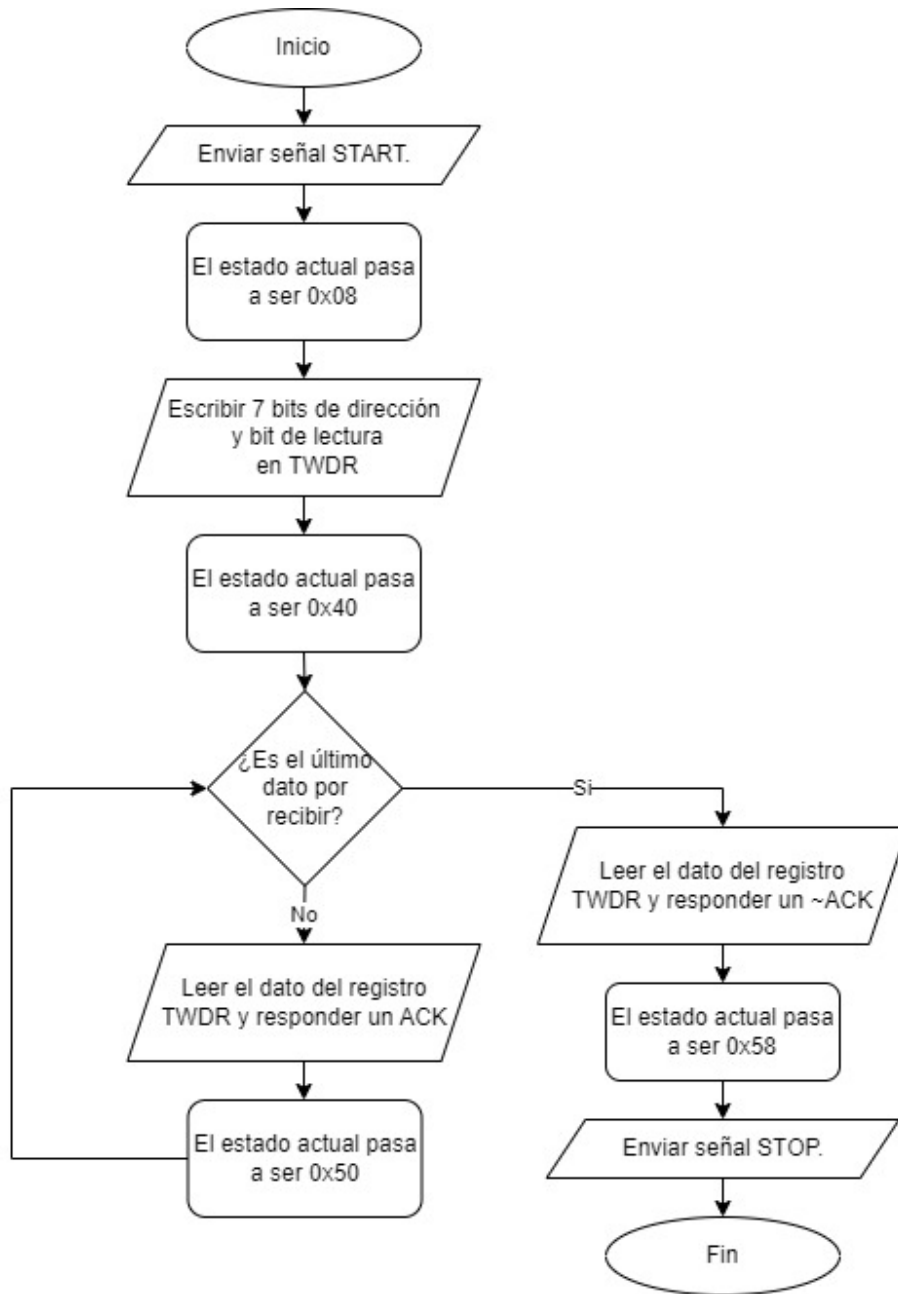 Inicio
Enviar señal START.
El estado actual pasa
a ser 0x08
Escribir 7 bits de dirección
y bit de lectura
en TWDR
El estado actual pasa
a ser 0x40
¿Es el último
dato por
recibir?
Si
No
Leer el dato del registro
TWDR y responder un ACK
El estado actual pasa
a ser 0x50
Leer el dato del registro
TWDR y responder un ~ACK
El estado actual pasa
a ser 0x58
Enviar señal STOP.
Fin